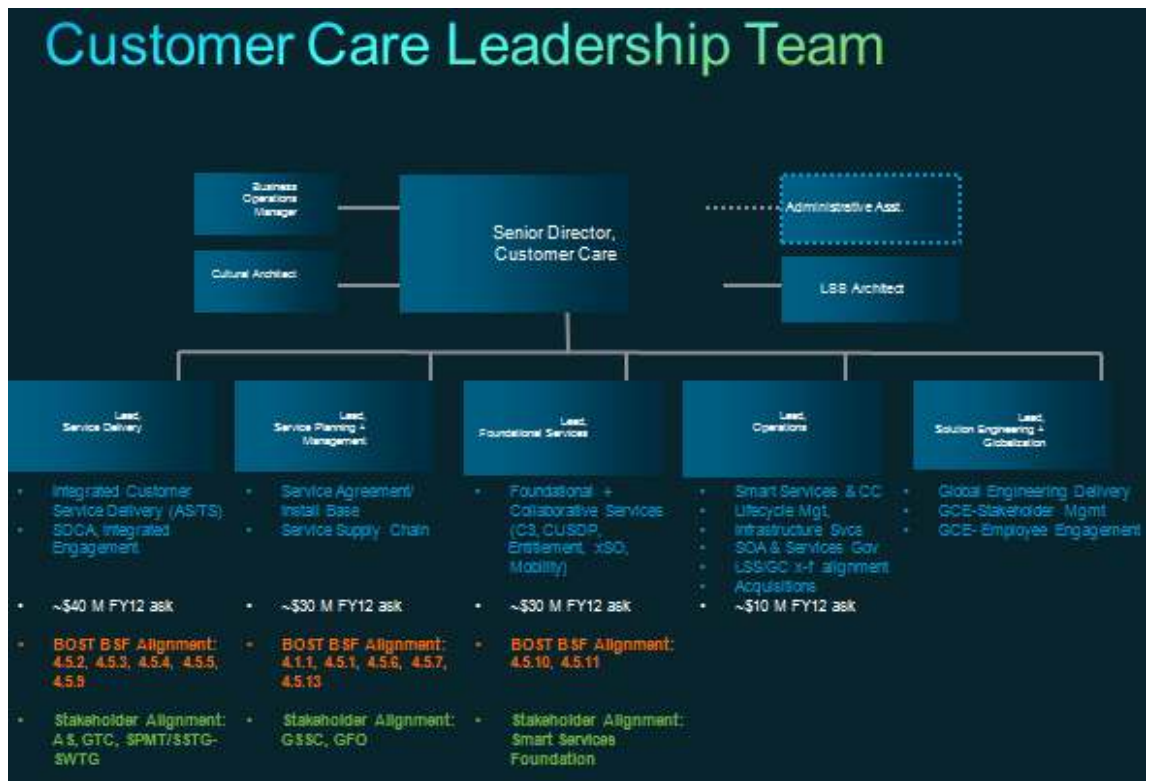 Customer Care Leadership Team
Business
Operations
Manager
Cultural Architect
Senior Director,
Customer Care
Administrative Asst.
LSS Architect
Lead,
Service Delivery
Lead,
Service Planning +
Management
Lead,
Foundational Services
Lead,
Operations
Lead,
Solution Engineering +
Globalization
• Integrated Customer
Service Delivery (AS/TS)
• SDCA, Integrated
Engagement
• ~$40 M FY12 ask
• BOST BSF Alignment:
4.5.2, 4.5.3, 4.5.4, 4.5.5,
4.5.9
• Stakeholder Alignment:
AS, GTC, SPMT/SSTG-
SWTG
• Service Agreement/
Install Base
• Service Supply Chain
• ~$30 M FY12 ask
• BOST BSF Alignment:
4.1.1, 4.5.1, 4.5.6, 4.5.7,
4.5.13
• Stakeholder Alignment:
GSSC, GFO
• Foundational +
Collaborative Services
(C3, CUSDP,
Entitlement, xSO,
Mobility)
• ~$30 M FY12 ask
• BOST BSF Alignment:
4.5.10, 4.5.11
• Stakeholder Alignment:
Smart Services
Foundation
• Smart Services & CC
• Lifecycle Mgt,
Infrastructure Svcs
• SOA & Services Gov
• LSS/GC x-f alignment
• Acquisitions
• ~$10 M FY12 ask
• Global Engineering Delivery
• GCE-Stakeholder Mgmt
• GCE- Employee Engagement